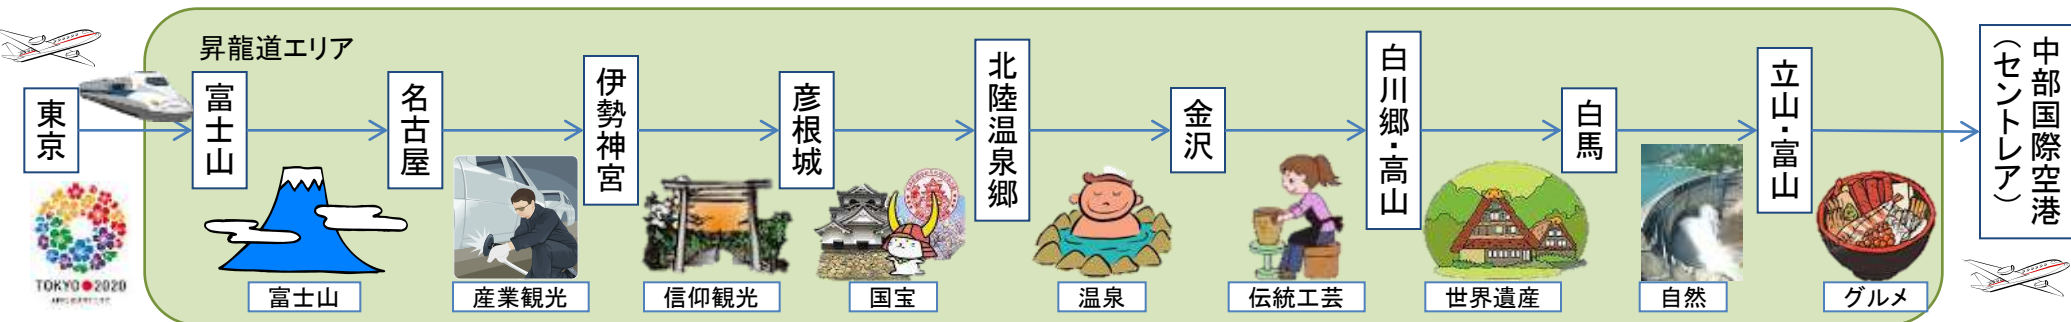 昇龍道エリア
東京
富士山
名古屋
伊勢神宮
彦根城
北陸温泉郷
金沢
白川郷・高山
白馬
立山・富山
中部国際空港
（セントレア）
TOKYO 2020
富士山
産業観光
信仰観光
国宝
温泉
伝統工芸
世界遺産
自然
グルメ